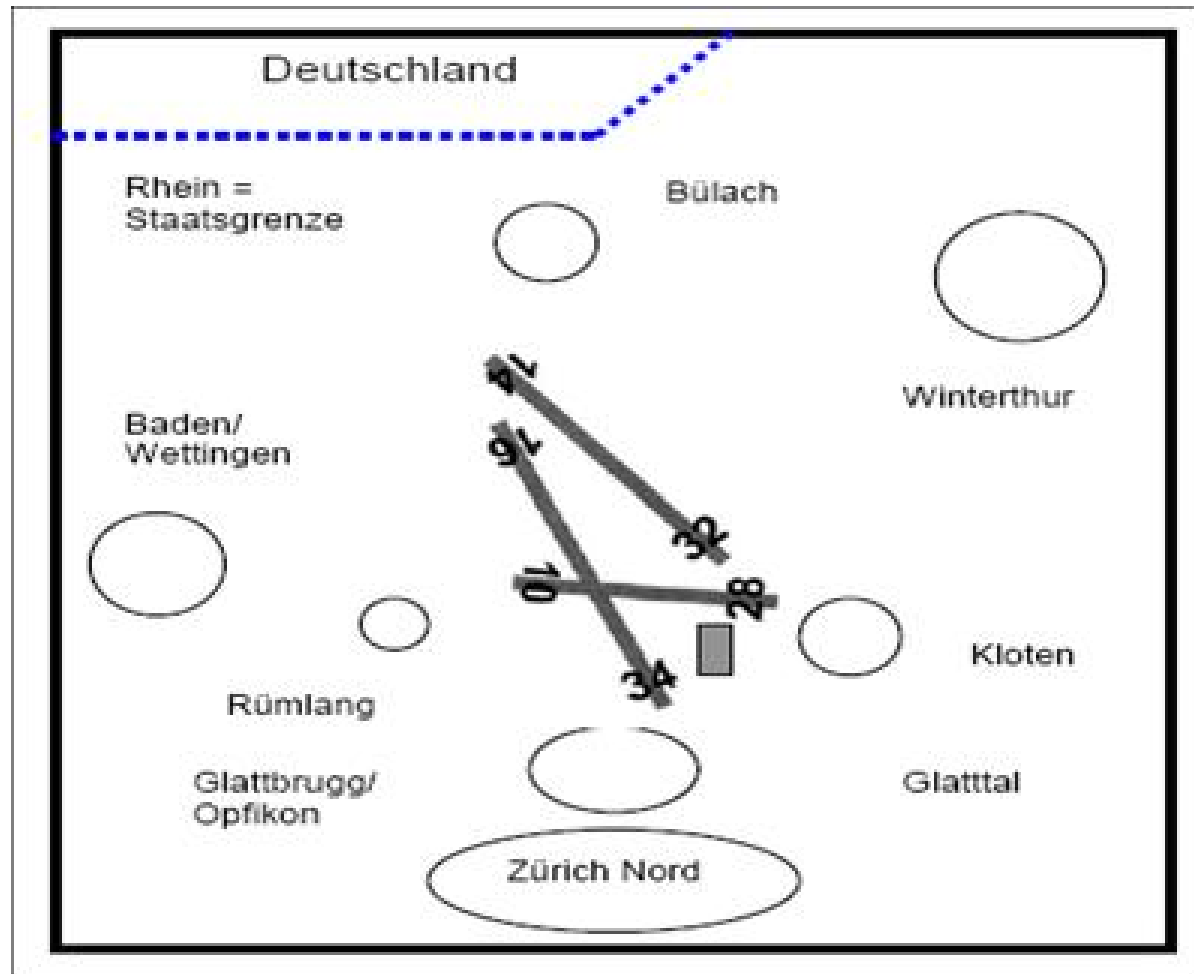 Deutschland
Rhein =
Staatsgrenze
Bülach
Winterthur
14
Baden/
Wettingen
16
32
10
28
Kloten
34
Rümlang
Glattbrugg/
Opfikon
Glatttal
Zürich Nord